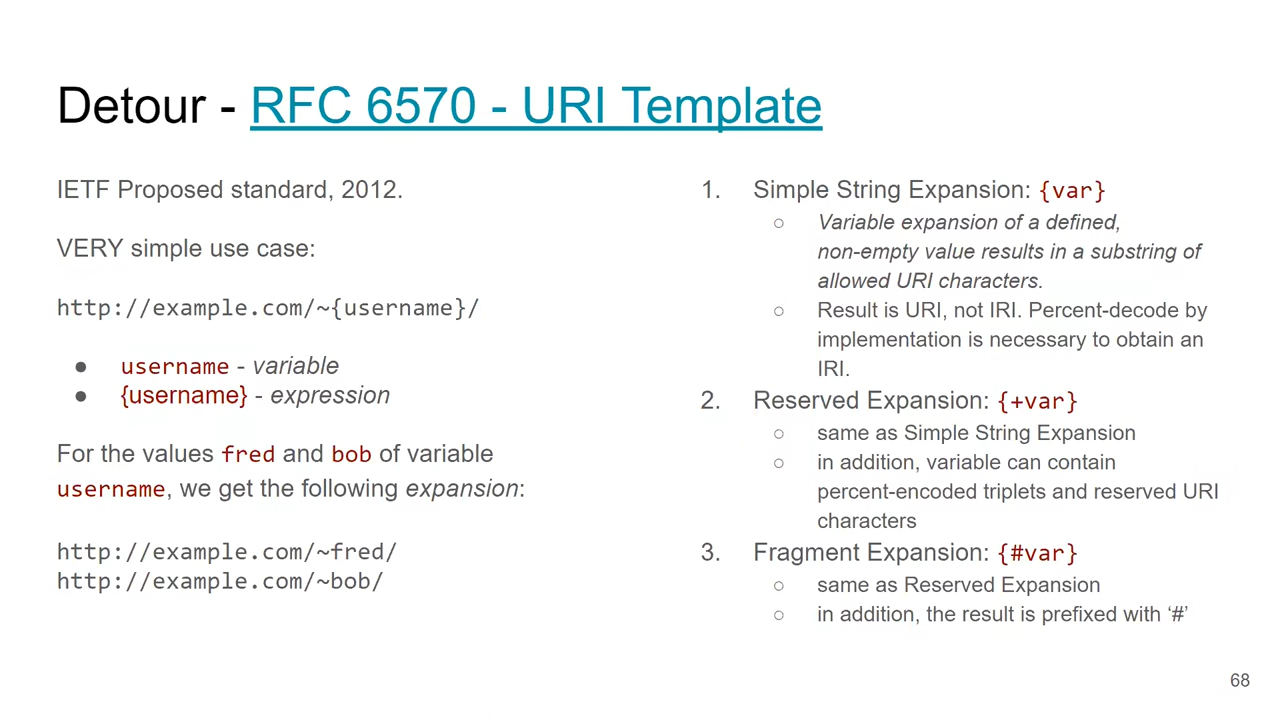 Detour - RFC 6570 - URI Template
IETF Proposed standard, 2012.
VERY simple use case:
http://example.com/~{username}/
● username - variable
● {username} - expression
For the values fred and bob of variable
username, we get the following expansion:
http://example.com/~fred/
http://example.com/~bob/
1. Simple String Expansion: {var}
○ Variable expansion of a defined,
non-empty value results in a substring of
allowed URI characters.
○ Result is URI, not IRI. Percent-decode by
implementation is necessary to obtain an
IRI.
2. Reserved Expansion: {+var}
○ same as Simple String Expansion
○ in addition, variable can contain
percent-encoded triplets and reserved URI
characters
3. Fragment Expansion: {#var}
○ same as Reserved Expansion
○ in addition, the result is prefixed with ‘#’
68